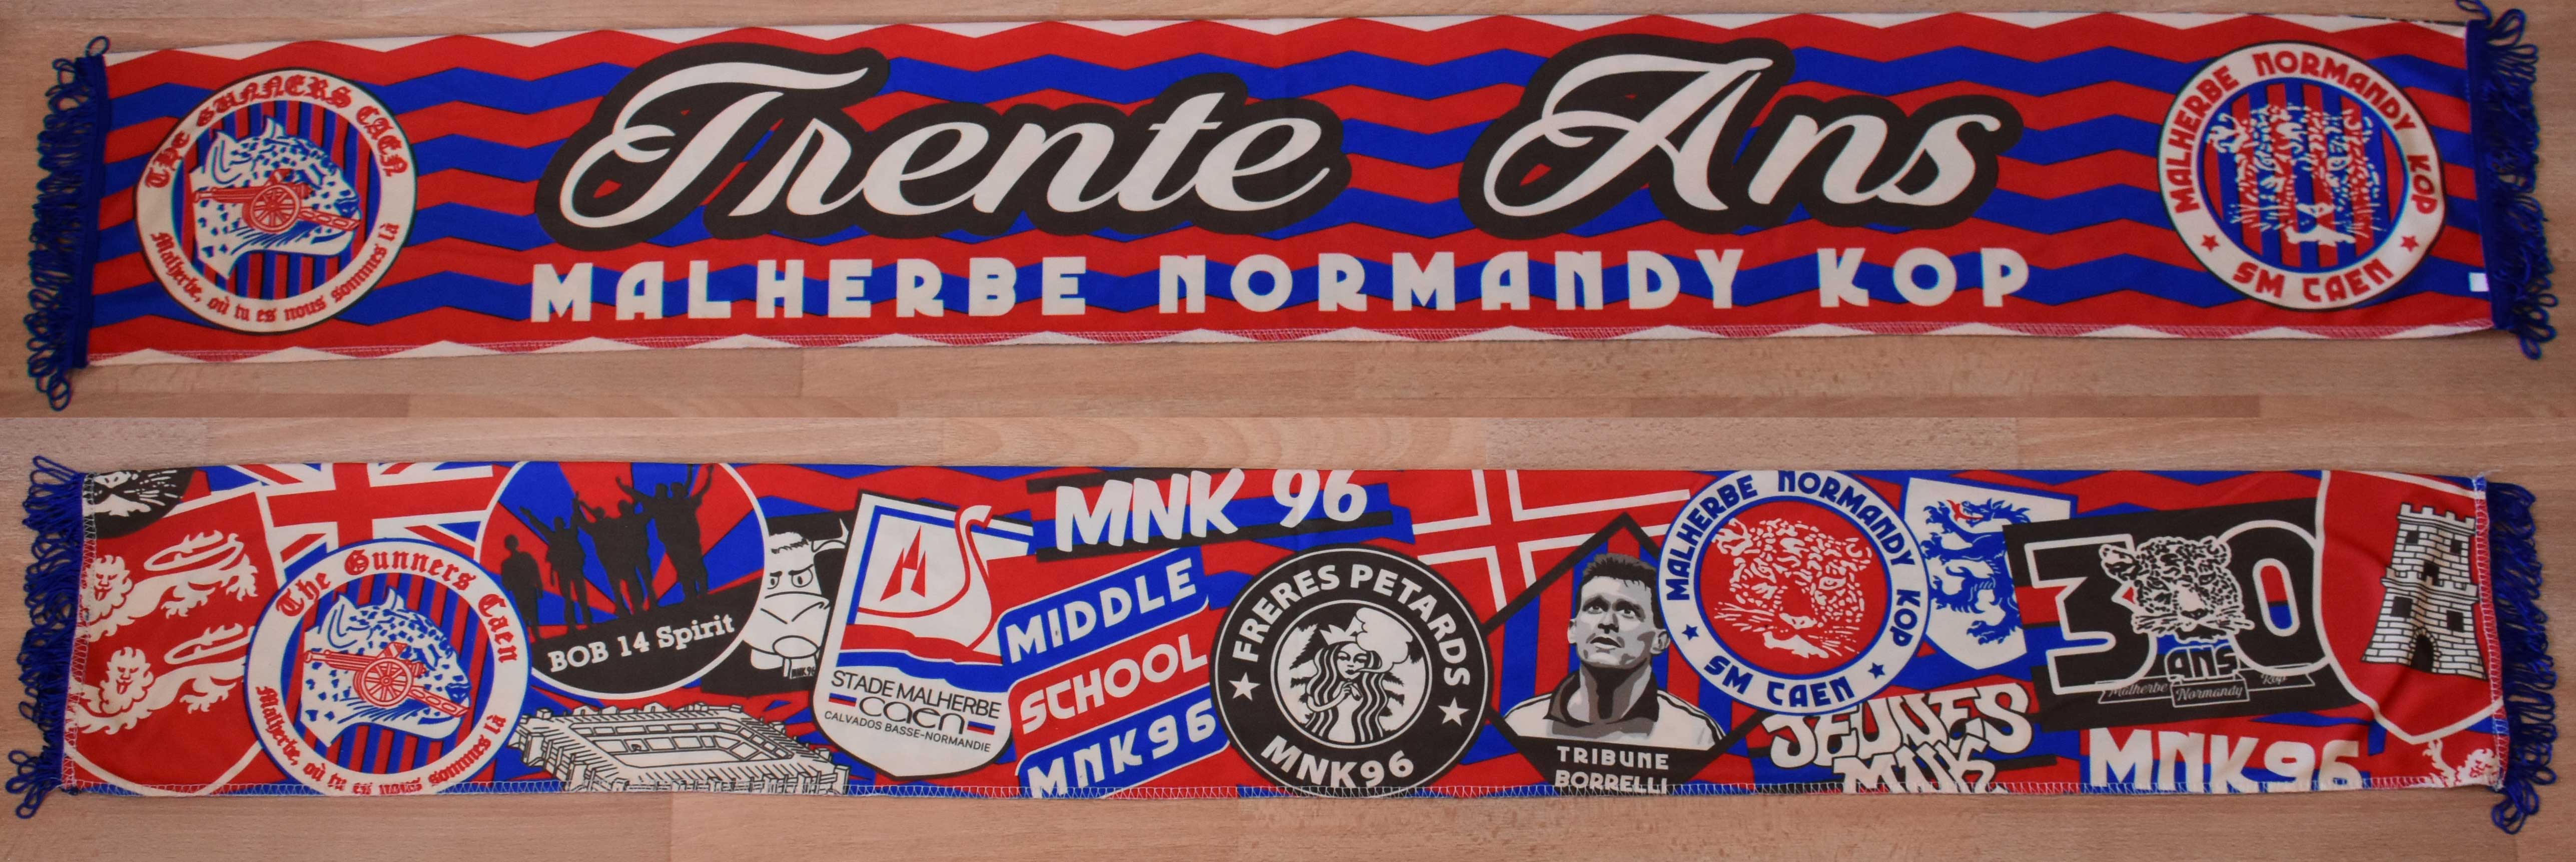 THE GUNNERS CAEN
Malherbe, où tu es nous sommes là
Trente Ans
MALHERBE NORMANDY KOP
MALHERBE NORMANDY KOP
SM CAEN
The Gunners Caen
Malherbe, où tu es nous sommes là
BOB 14 Spirit
STADE MALHERBE
caen
CALVADOS BASSE-NORMANDIE
MNK 96
MIDDLE
SCHOOL
MNK96
FRERES PETARDS
MNK96
TRIBUNE
BORRELLI
MALHERBE NORMANDY KOP
SM CAEN
JEUNES
MNK
30
ANS
Malherbe Normandy Kop
MNK96